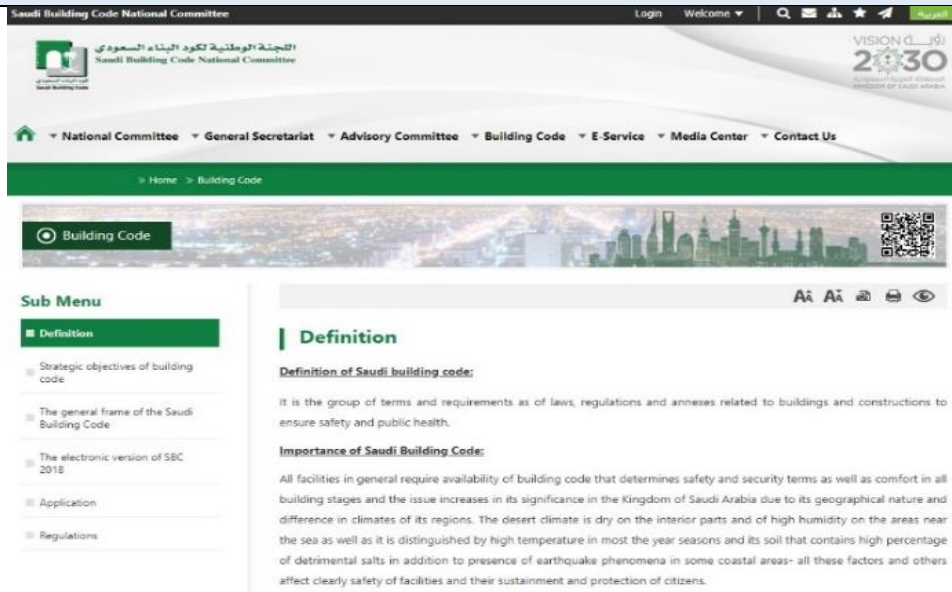 Saudi Building Code National Committee
Login Welcome
العربية
اللجنة الوطنية لكود البناء السعودي
Saudi Building Code National Committee
Saudi Building Code
VISION رؤية
2030
KINGDOM OF SAUDI ARABIA
National Committee General Secretariat Advisory Committee Building Code E-Service Media Center Contact Us
» Home » Building Code
Building Code
Sub Menu
Definition
Strategic objectives of building
code
The general frame of the Saudi
Building Code
The electronic version of SBC
2018
Application
Regulations
Definition
Definition of Saudi building code:
It is the group of terms and requirements as of laws, regulations and annexes related to buildings and constructions to
ensure safety and public health.
Importance of Saudi Building Code:
All facilities in general require availability of building code that determines safety and security terms as well as comfort in all
building stages and the issue increases in its significance in the Kingdom of Saudi Arabia due to its geographical nature and
difference in climates of its regions. The desert climate is dry on the interior parts and of high humidity on the areas near
the sea as well as it is distinguished by high temperature in most the year seasons and its soil that contains high percentage
of detrimental salts in addition to presence of earthquake phenomena in some coastal areas- all these factors and others
affect clearly safety of facilities and their sustainment and protection of citizens.